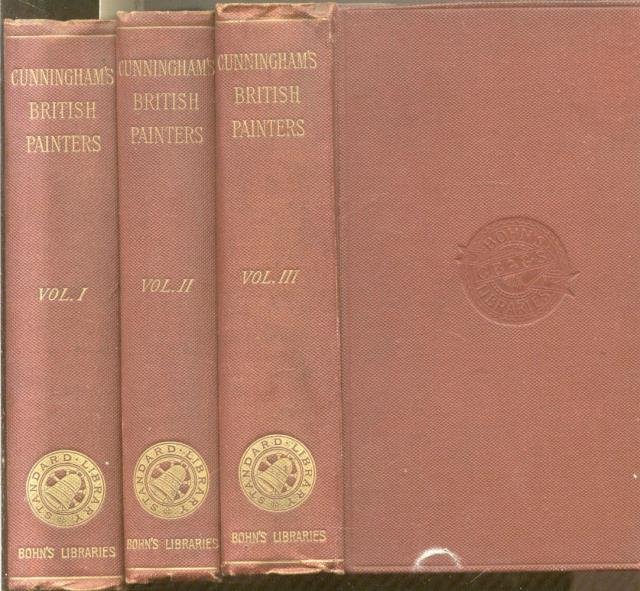 CUNNINGHAM'S
BRITISH
PAINTERS
VOL. I
STANDARD · LIBRARY
BOHN'S LIBRARIES
CUNNINGHAM'S
BRITISH
PAINTERS
VOL. II
STANDARD · LIBRARY
BOHN'S LIBRARIES
CUNNINGHAM'S
BRITISH
PAINTERS
VOL. III
STANDARD · LIBRARY
BOHN'S LIBRARIES
BOHN'S
LIBRARIES